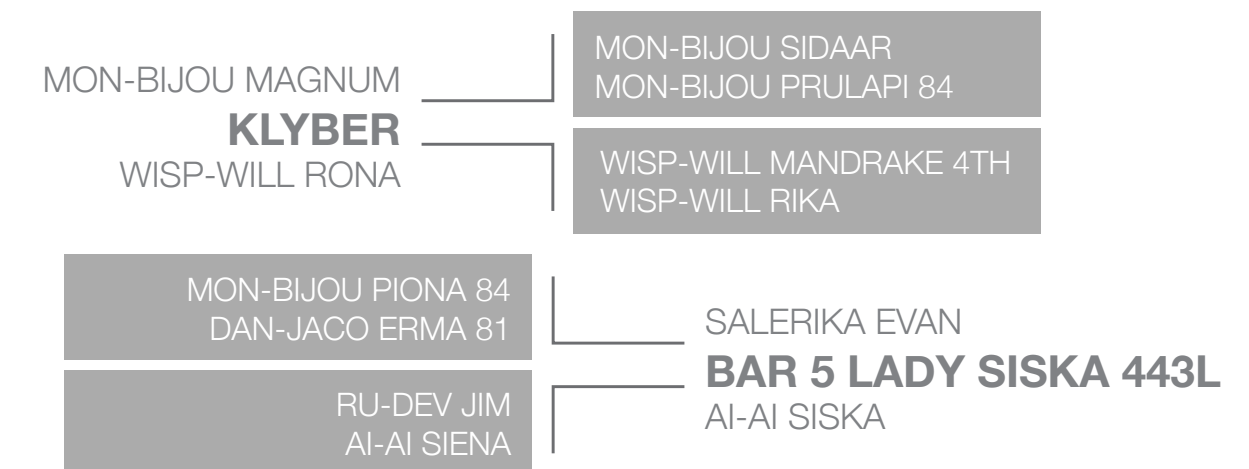 MON-BIJOU MAGNUM
KLYBER
WISP-WILL RONA
MON-BIJOU SIDAAR
MON-BIJOU PRULAPI 84
WISP-WILL MANDRAKE 4TH
WISP-WILL RIKA
MON-BIJOU PIONA 84
DAN-JACO ERMA 81
RU-DEV JIM
AI-AI SIENA
SALERIKA EVAN
BAR 5 LADY SISKA 443L
AI-AI SISKA